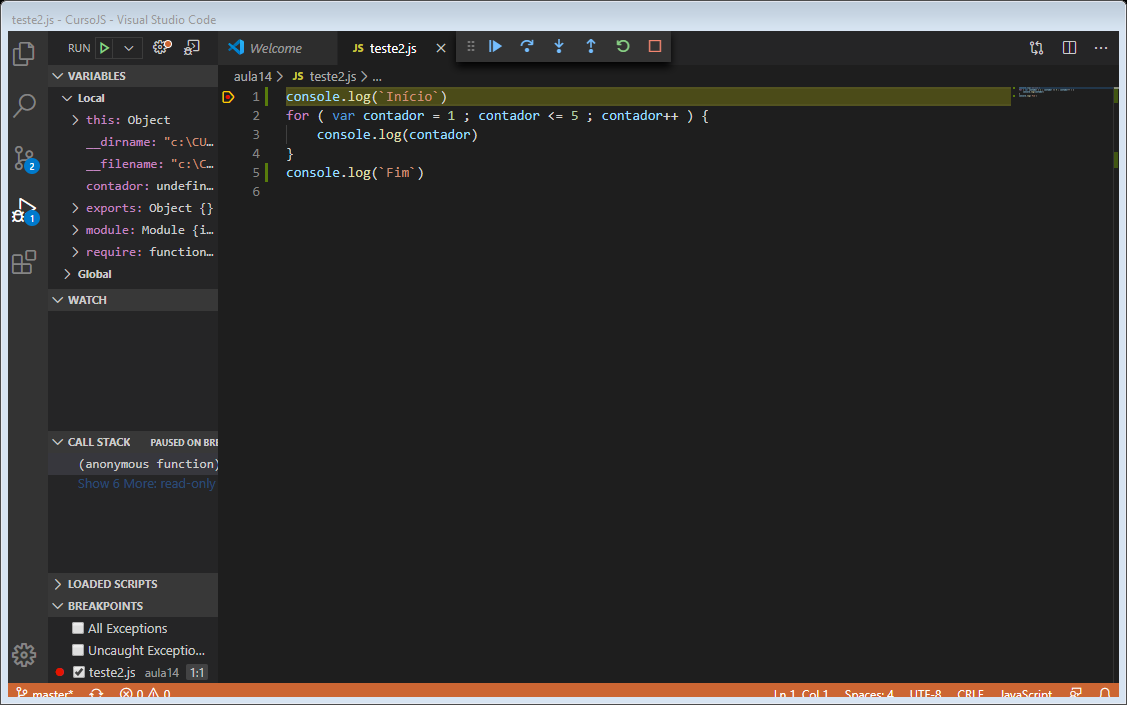 teste2.js - CursoJS - Visual Studio Code
RUN
Welcome
JS teste2.js
VARIABLES
Local
this: Object
__dirname: "c:\CU…
__filename: "c:\C…
contador: undefin…
exports: Object {}
module: Module {i…
require: function…
Global
WATCH
CALL STACK PAUSED ON BRE
(anonymous function)
Show 6 More: read-only
LOADED SCRIPTS
BREAKPOINTS
All Exceptions
Uncaught Exceptio…
teste2.js aula14 1:1
2
1
aula14 > JS teste2.js > ...
1 console.log(`Início`)
2 for ( var contador = 1 ; contador <= 5 ; contador++ ) {
3 console.log(contador)
4 }
5 console.log(`Fim`)
6
master* 0 0 Ln 1, Col 1 Spaces: 4 UTF-8 CRLF JavaScript